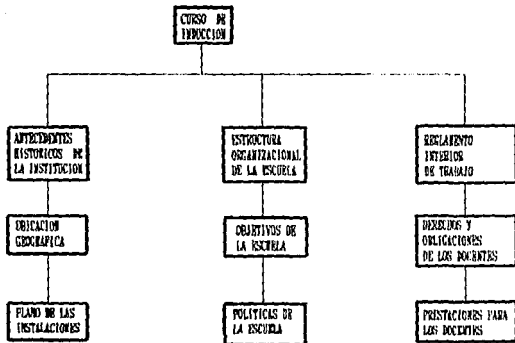 CURSO DE
INDUCCION
ANTECEDENTES
HISTORICOS DE
LA INSTITUCION
ESTRUCTURA
ORGANIZACIONAL
DE LA ESCUELA
REGLAMENTO
INTERIOR
DE TRABAJO
UBICACION
GEOGRAFICA
OBJETIVOS DE
LA ESCUELA
DERECHOS Y
OBLIGACIONES
DE LOS DOCENTES
PLANO DE LAS
INSTALACIONES
POLITICAS DE
LA ESCUELA
PRESTACIONES PARA
LOS DOCENTES